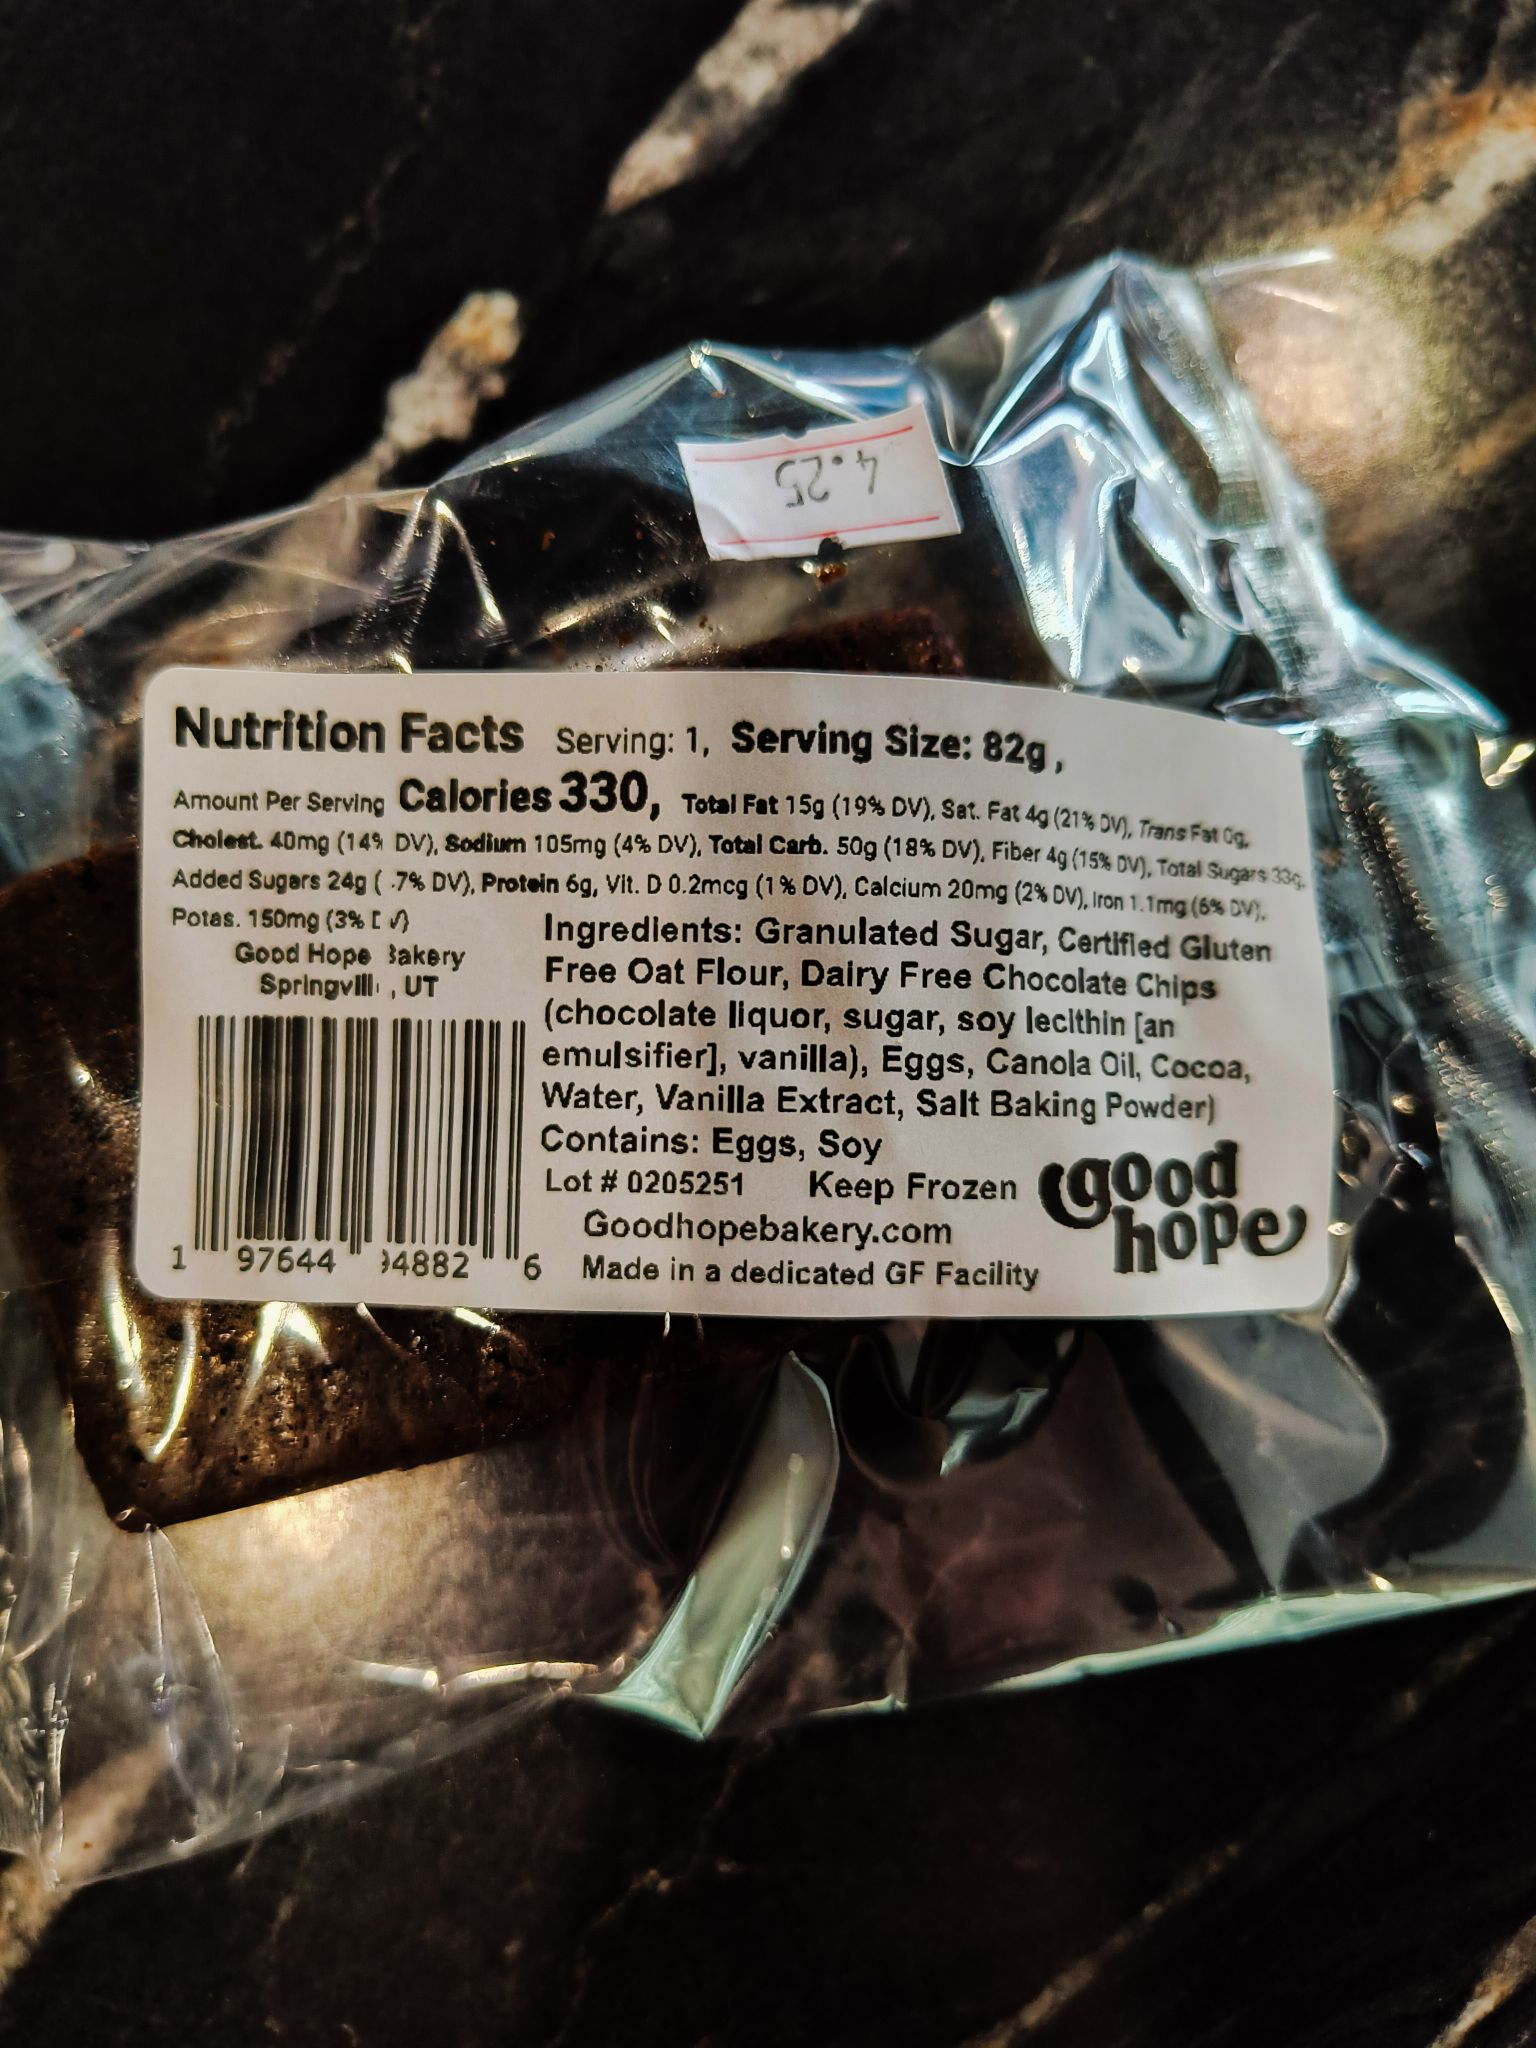 4.25
Nutrition Facts Serving: 1, Serving Size: 82g,
Amount Per Serving Calories 330, Total Fat 15g (19% DV), Sat. Fat 4g (21% DV), Trans Fat 0g,
Cholest. 40mg (14% DV), Sodium 105mg (4% DV), Total Carb. 50g (18% DV), Fiber 4g (15% DV), Total Sugars 33g,
Added Sugars 24g ( DV), Protein 6g, Vit. D 0.2mcg (1% DV), Calcium 20mg (2% DV), Iron 1.1mg (6% DV),
Potas. 150mg (3% DV)
Good Hope Bakery
Springville, UT
Ingredients: Granulated Sugar, Certified Gluten
Free Oat Flour, Dairy Free Chocolate Chips
(chocolate liquor, sugar, soy lecithin [an
emulsifier], vanilla), Eggs, Canola Oil, Cocoa,
Water, Vanilla Extract, Salt Baking Powder)
Contains: Eggs, Soy
Lot # 0205251 Keep Frozen
Goodhopebakery.com
Made in a dedicated GF Facility
good
hope
1 97644 94882 6